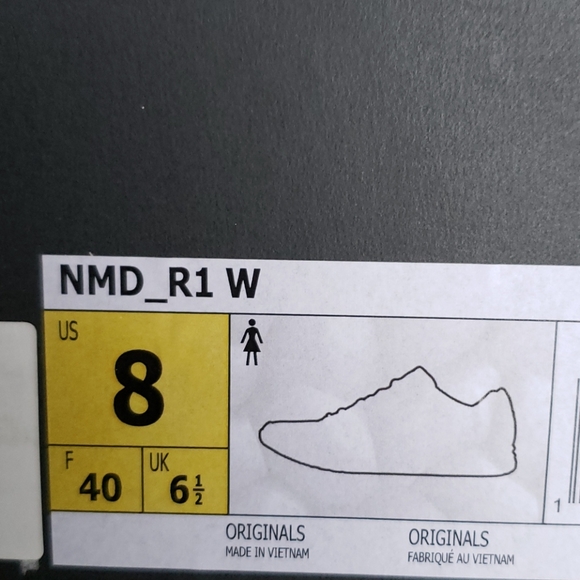 NMD_R1 W
US
8
F
40
UK
6½
1
ORIGINALS
MADE IN VIETNAM
ORIGINALS
FABRIQUÉ AU VIETNAM